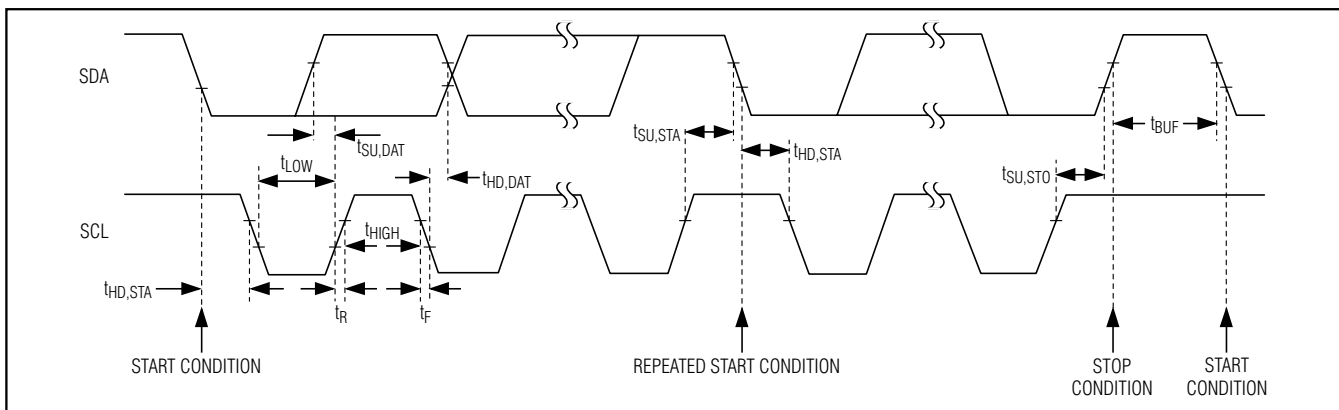 SDA
tSU,DAT
tLOW
tHD,DAT
tSU,STA
tHD,STA
tBUF
tSU,STO
SCL
tHIGH
tHD,STA
tR
tF
START CONDITION
REPEATED START CONDITION
STOP
CONDITION
START
CONDITION